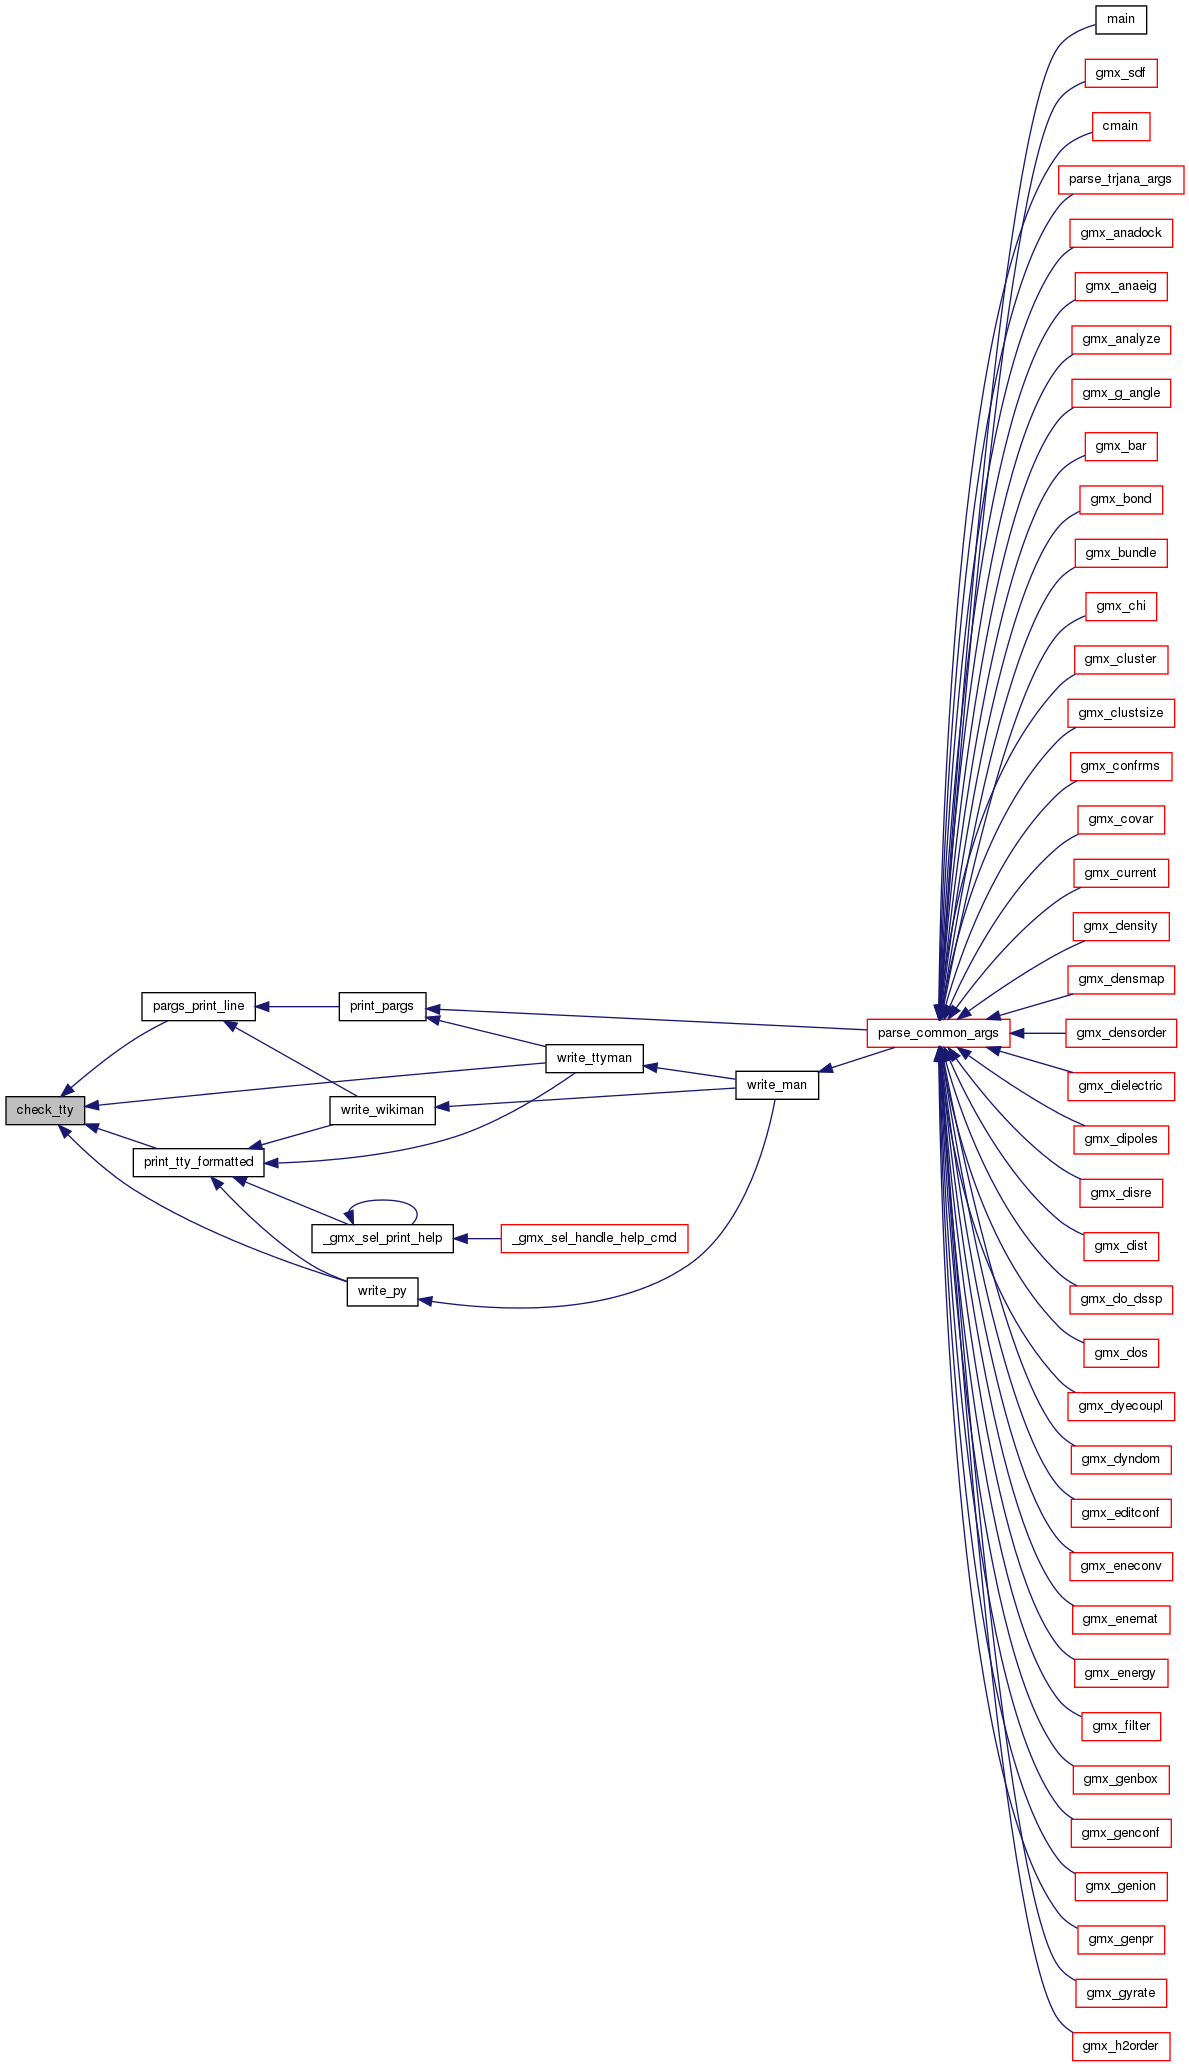 main
gmx_sdf
cmain
parse_trjana_args
gmx_anadock
gmx_anaeig
gmx_analyze
gmx_g_angle
gmx_bar
gmx_bond
gmx_bundle
gmx_chi
gmx_cluster
gmx_clustsize
gmx_confrms
gmx_covar
gmx_current
gmx_density
gmx_densmap
pargs_print_line
print_pargs
parse_common_args
gmx_densorder
write_ttyman
write_man
gmx_dielectric
check_tty
write_wikiman
gmx_dipoles
print_tty_formatted
gmx_disre
_gmx_sel_print_help
_gmx_sel_handle_help_cmd
gmx_dist
write_py
gmx_do_dssp
gmx_dos
gmx_dyecoupl
gmx_dyndom
gmx_editconf
gmx_eneconv
gmx_enemat
gmx_energy
gmx_filter
gmx_genbox
gmx_genconf
gmx_genion
gmx_genpr
gmx_gyrate
gmx_h2order